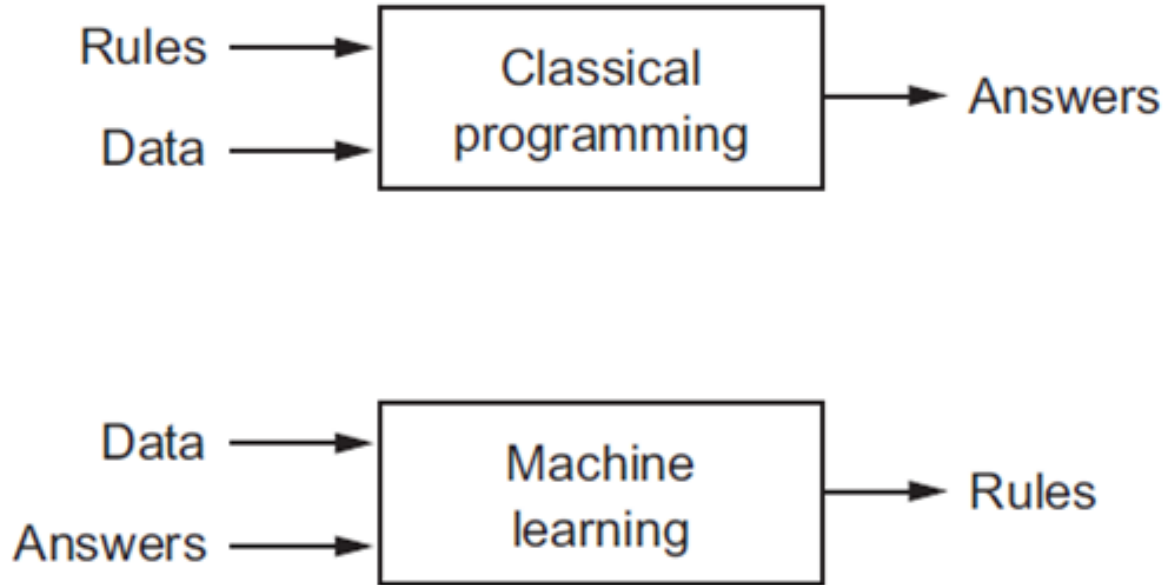 Rules
Data
Classical
programming
Answers
Data
Answers
Machine
learning
Rules